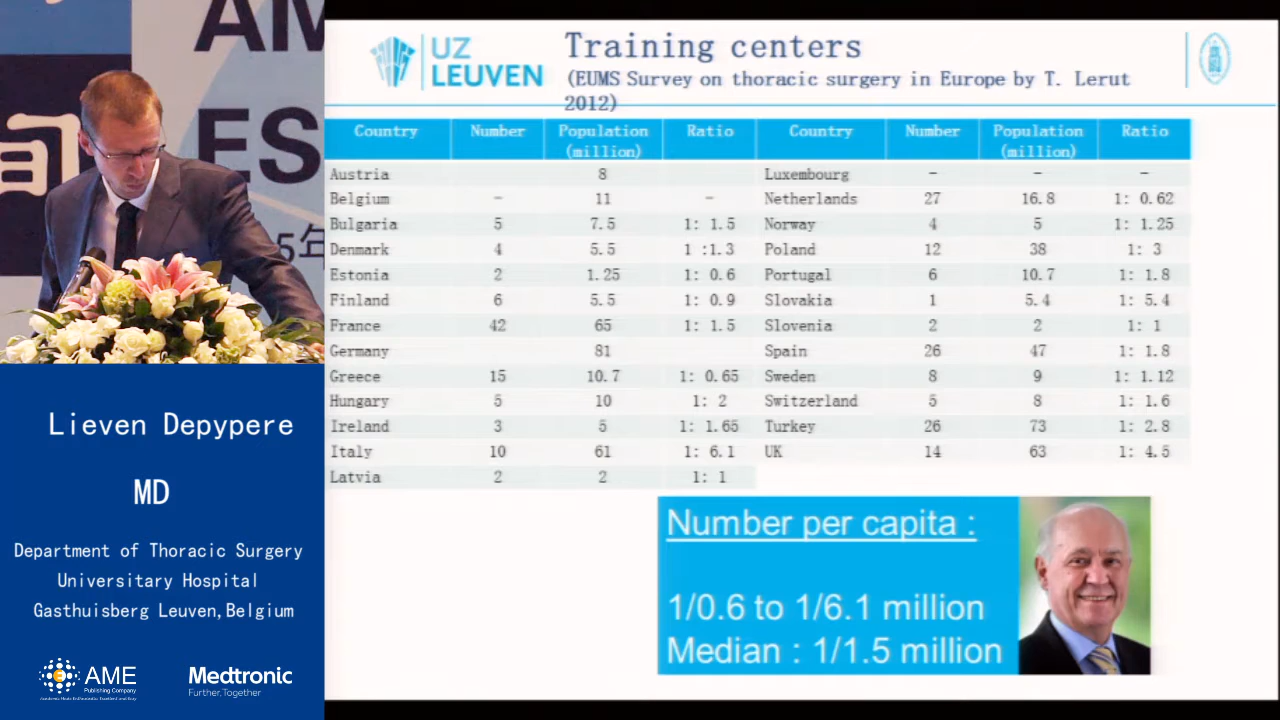 AM
ES
5年
UZ
LEUVEN
Training centers
(EUMS Survey on thoracic surgery in Europe by T. Lerut
2012)
Country Number Population (million) Ratio Country Number Population (million) Ratio
Austria 8 Luxembourg - - -
Belgium - 11 - Netherlands 27 16.8 1: 0.62
Bulgaria 5 7.5 1: 1.5 Norway 4 5 1: 1.25
Denmark 4 5.5 1 :1.3 Poland 12 38 1: 3
Estonia 2 1.25 1: 0.6 Portugal 6 10.7 1: 1.8
Finland 6 5.5 1: 0.9 Slovakia 1 5.4 1: 5.4
France 42 65 1: 1.5 Slovenia 2 2 1: 1
Germany 81 Spain 26 47 1: 1.8
Greece 15 10.7 1: 0.65 Sweden 8 9 1: 1.12
Hungary 5 10 1: 2 Switzerland 5 8 1: 1.6
Ireland 3 5 1: 1.65 Turkey 26 73 1: 2.8
Italy 10 61 1: 6.1 UK 14 63 1: 4.5
Latvia 2 2 1: 1
Number per capita :
1/0.6 to 1/6.1 million
Median : 1/1.5 million
Lieven Depypere
MD
Department of Thoracic Surgery
Universitary Hospital
Gasthuisberg Leuven,Belgium
AME
Publishing Company
Medtronic
Further, Together